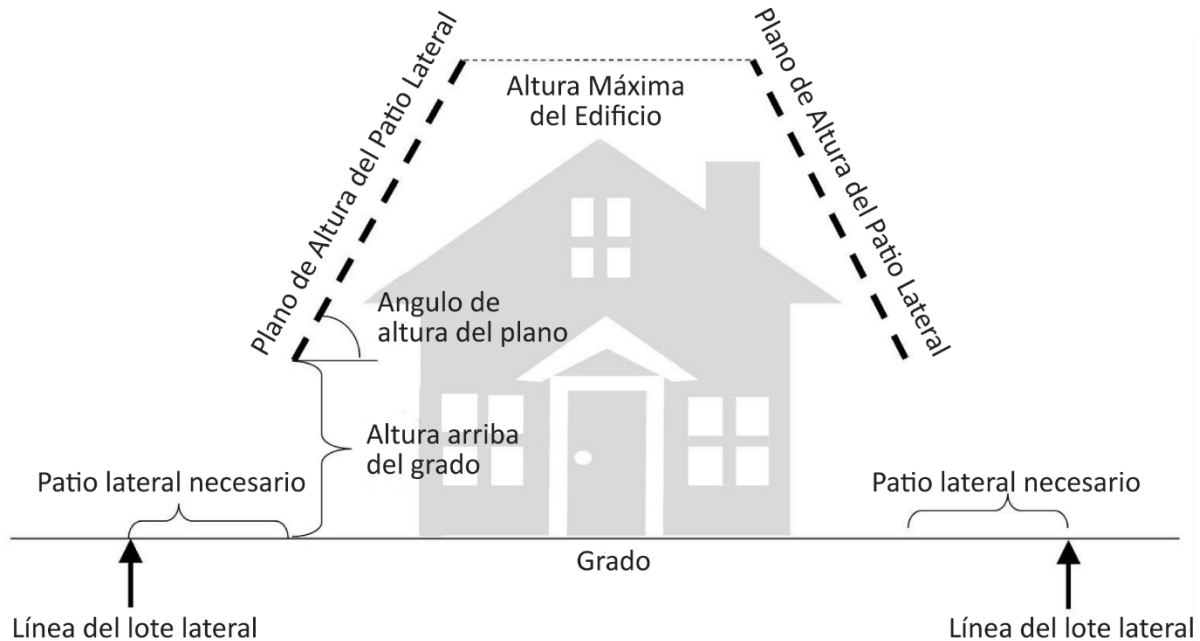 Plano de Altura del Patio Lateral
Altura Máxima
del Edificio
Plano de Altura del Patio Lateral
Angulo de
altura del plano
Altura arriba
del grado
Patio lateral necesario
Patio lateral necesario
Grado
Línea del lote lateral
Línea del lote lateral